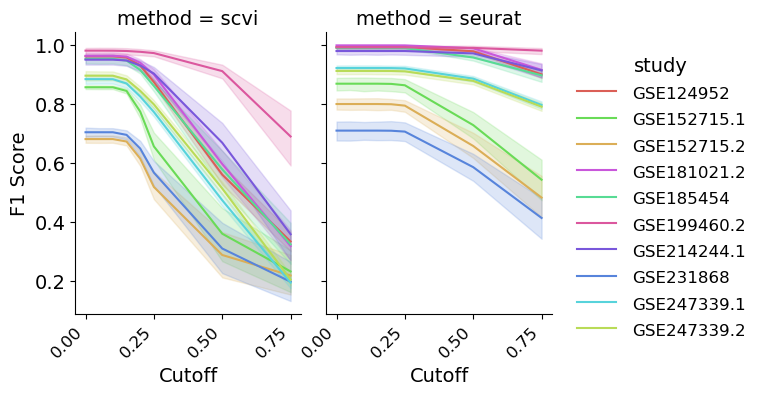 method = scvi
method = seurat
F1 Score
1.0
0.8
0.6
0.4
0.2
0.00
0.25
0.50
0.75
Cutoff
0.00
0.25
0.50
0.75
Cutoff
study
GSE124952
GSE152715.1
GSE152715.2
GSE181021.2
GSE185454
GSE199460.2
GSE214244.1
GSE231868
GSE247339.1
GSE247339.2